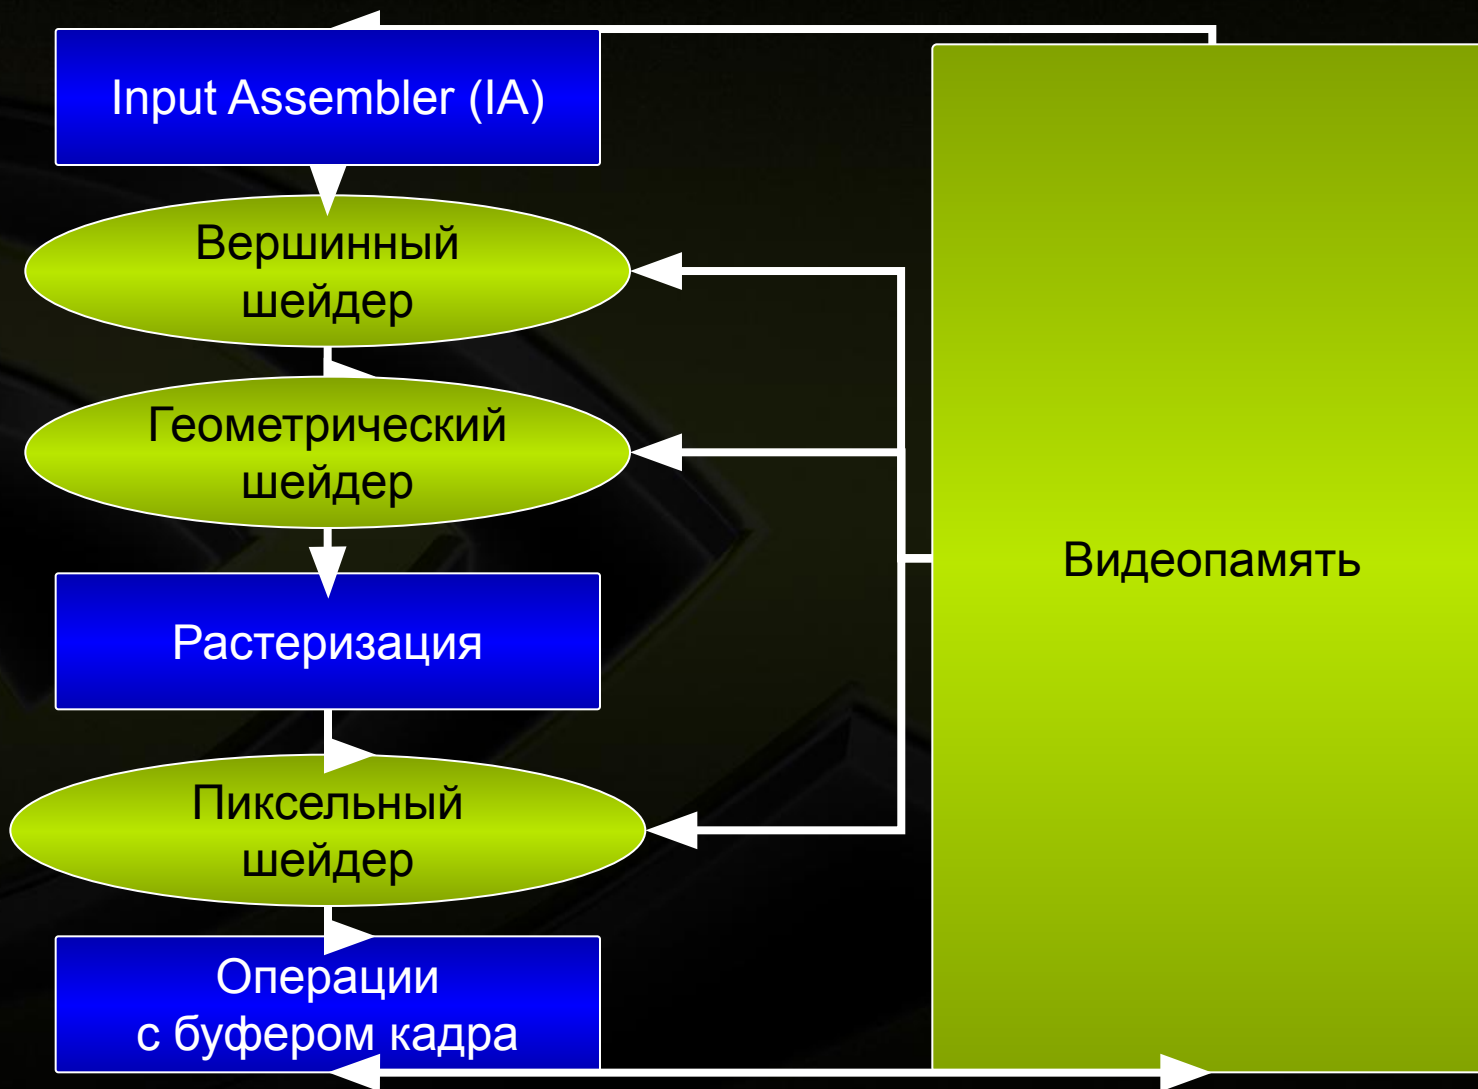 Input Assembler (IA)
Вершинный
шейдер
Геометрический
шейдер
Растеризация
Пиксельный
шейдер
Операции
с буфером кадра
Видеопамять